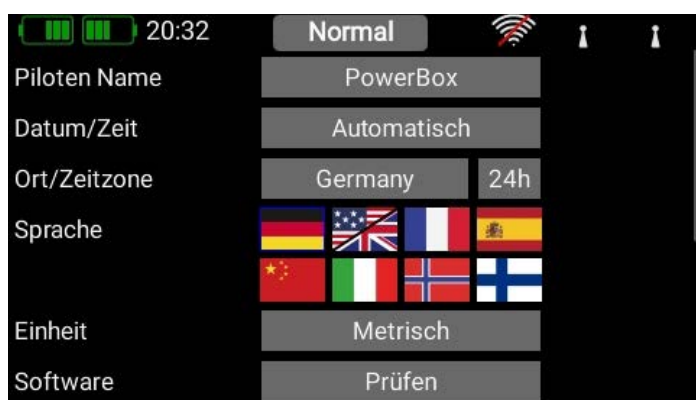 20:32 Normal
Piloten Name PowerBox
Datum/Zeit Automatisch
Ort/Zeitzone Germany 24h
Sprache
Einheit Metrisch
Software Prüfen